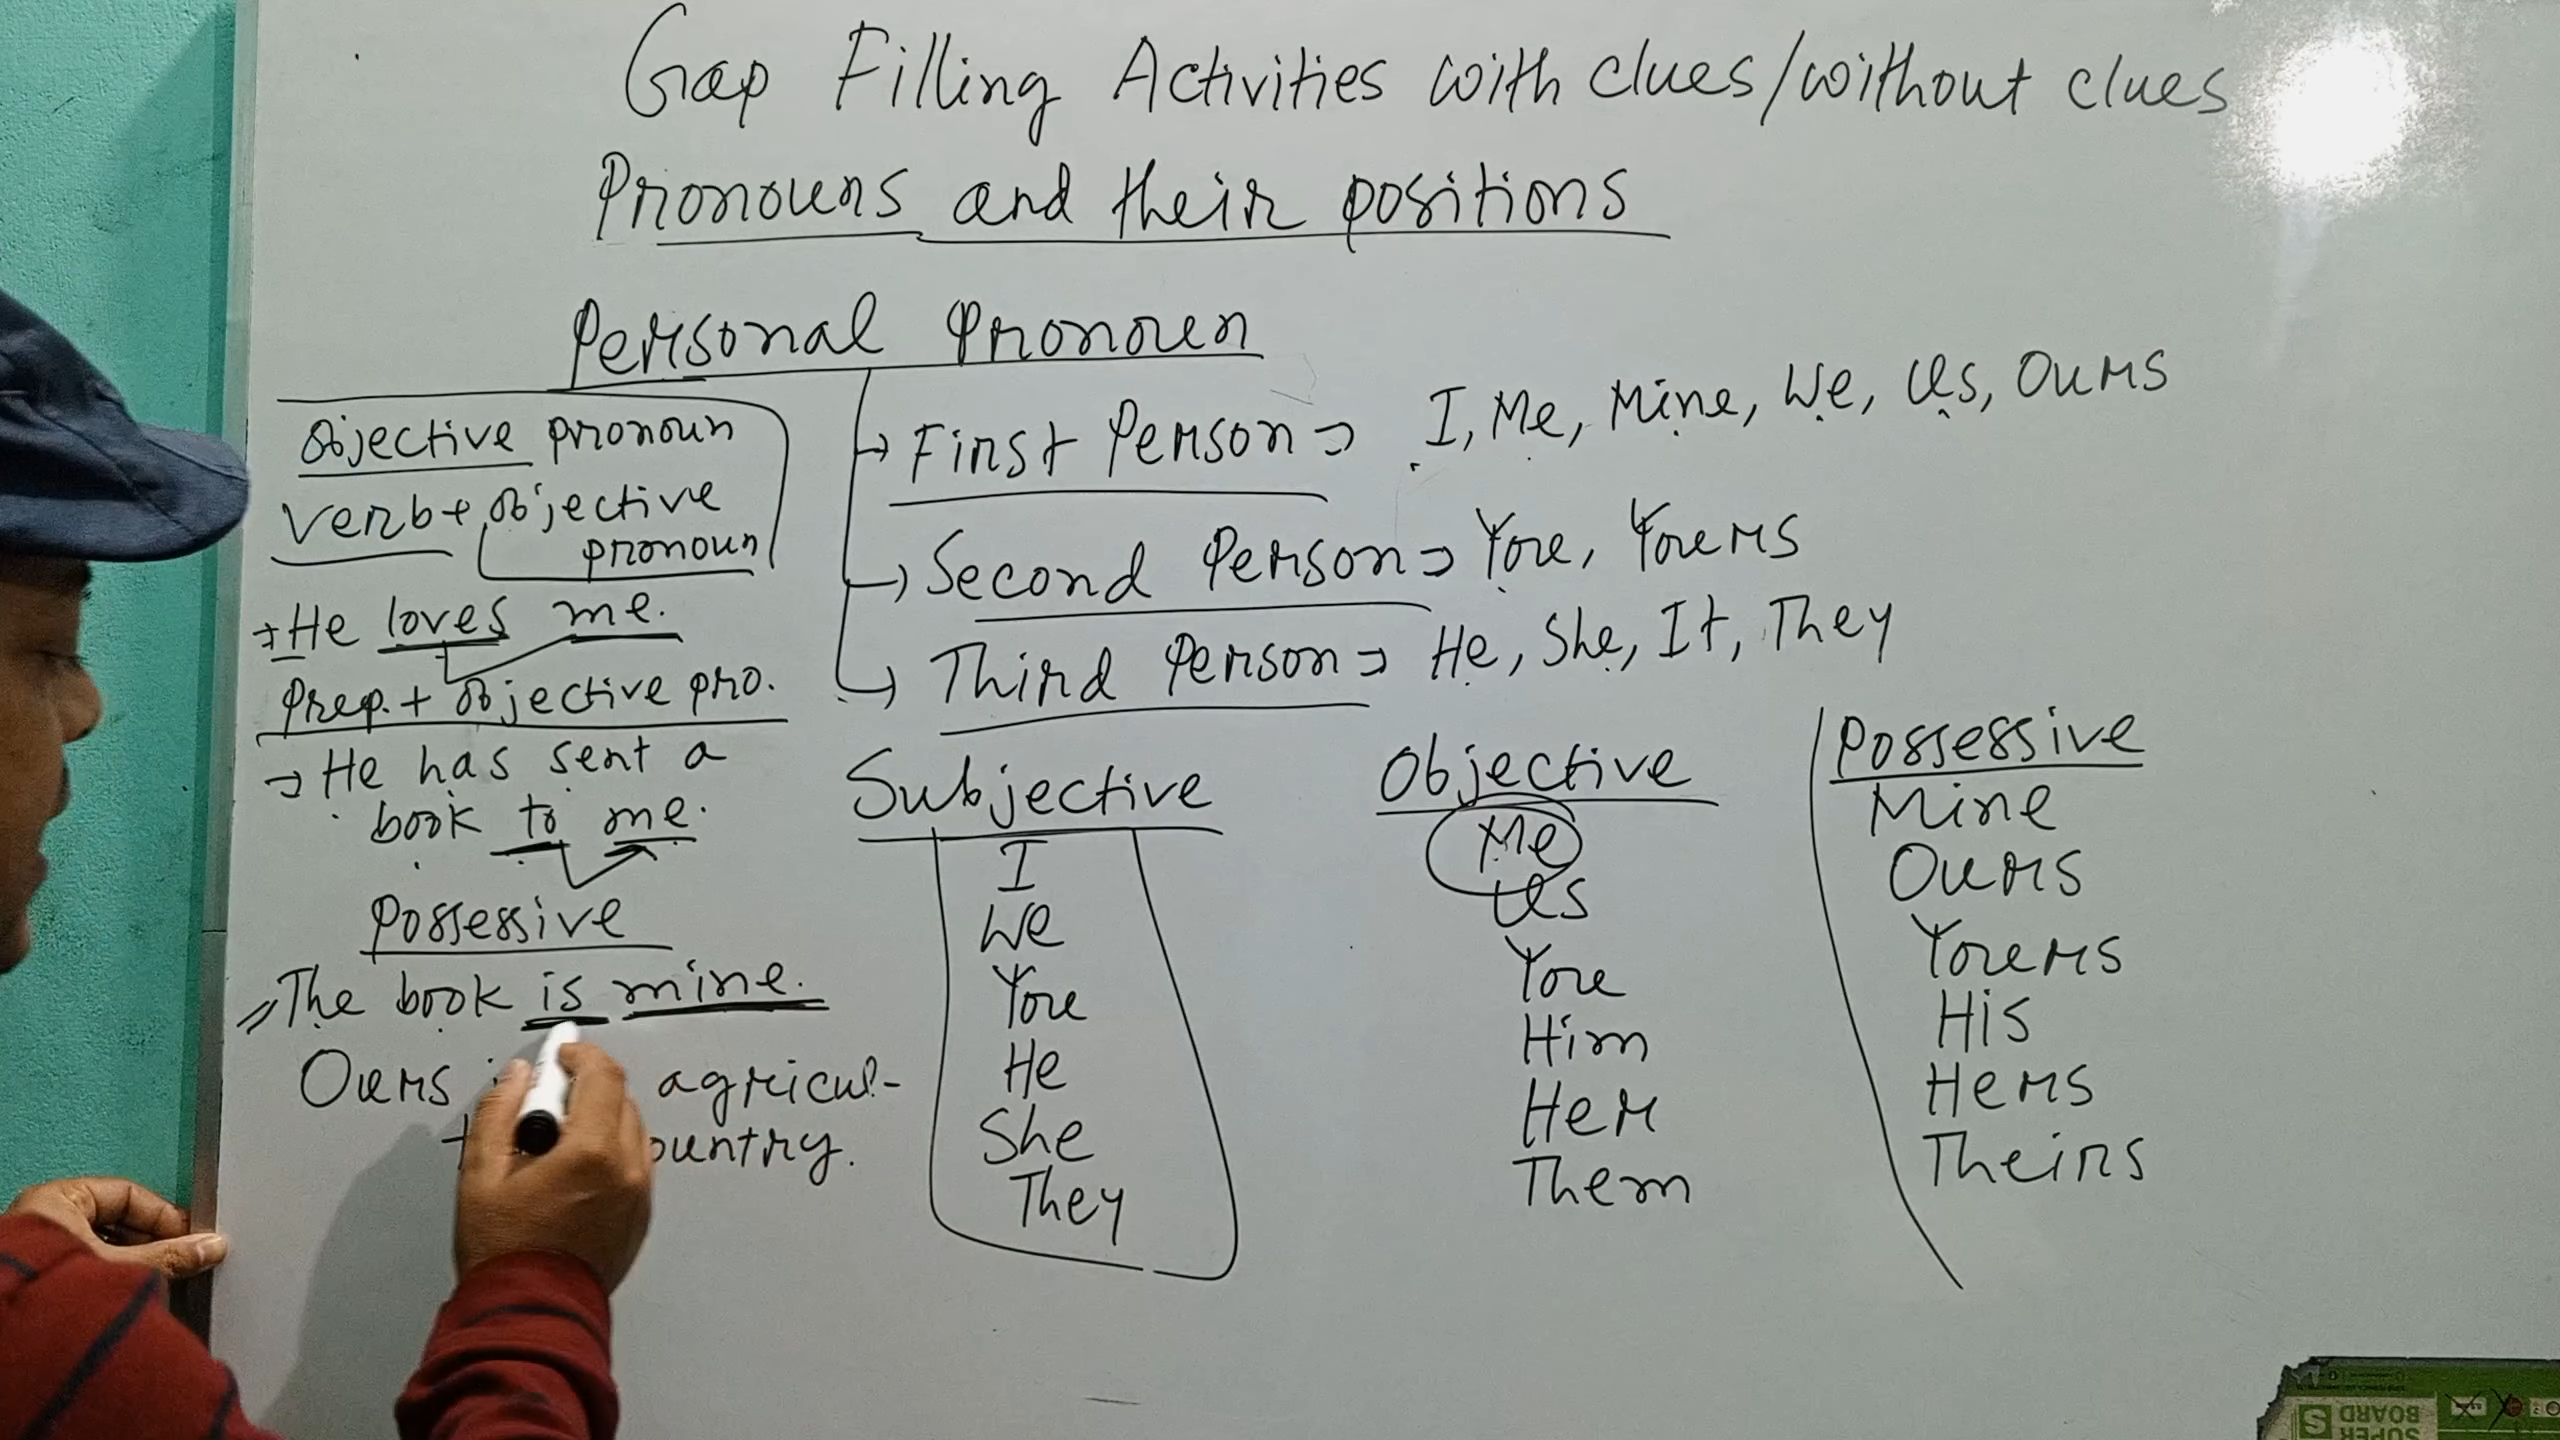 Gap Filling Activities with clues/without clues
Pronouns and their positions
Personal Pronoun
Objective pronoun
Verb + objective
pronoun
→ He loves me.
Prep. + objective pro.
→ He has sent a
book to me.
Possessive
⇒ The book is mine.
Ours agricul-
country.
→ First Person ⇒ I, Me, Mine, We, Us, Ours
→ Second Person ⇒ You, Yours
→ Third Person ⇒ He, She, It, They
Subjective
I
We
You
He
She
They
Objective
Me
Us
You
Him
Her
Them
Possessive
Mine
Ours
Yours
His
Hers
Theirs
S SUPER
BOARD